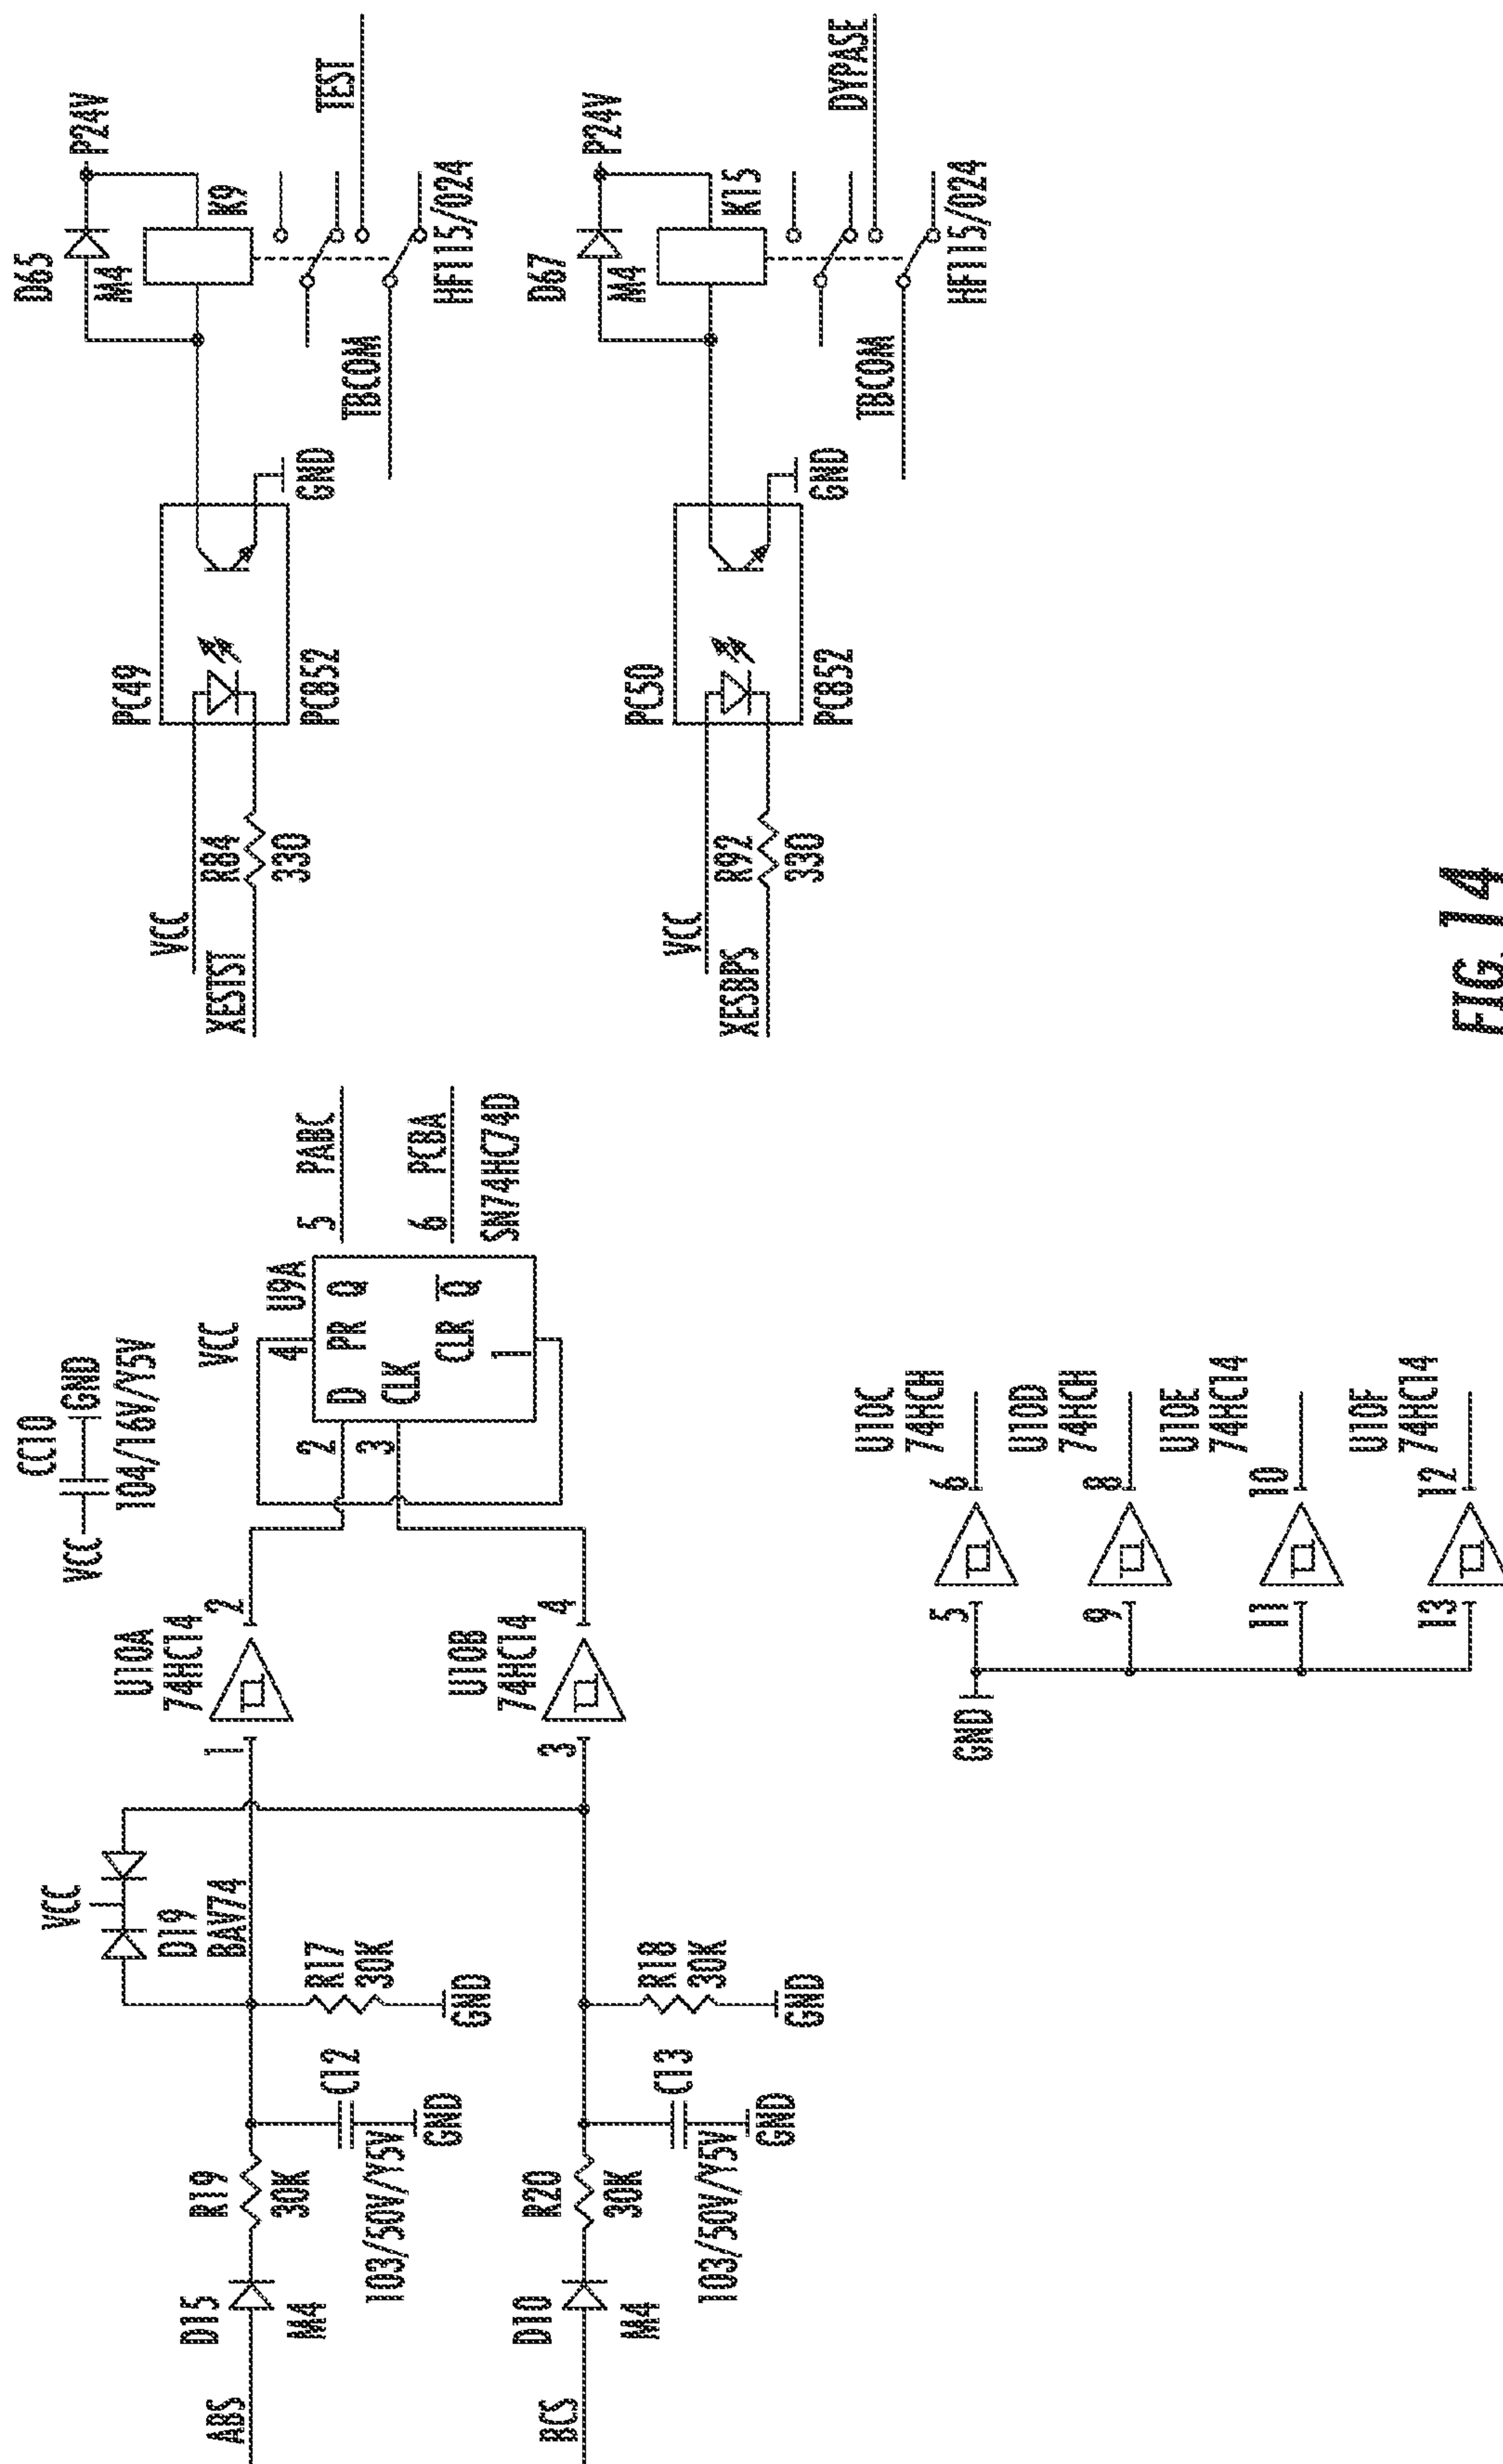 ABS
D15
M4
R19
30K
C12
103/50V/Y5V
GND
R17
30K
GND
VCC
D19
BAV74
1
U10A
74HC14
2
BCS
D10
M4
R20
30K
C13
103/50V/Y5V
GND
R18
30K
GND
3
U10B
74HC14
4
VCC
CC10
GND
104/16V/Y5V
VCC
4
U9A
2
3
D
PR
Q
CLK
CLR
Q
1
5
PABC
6
PCBA
SN74HC74D
GND
5
6
U10C
74HCH
9
8
U10D
74HCH
11
10
U10E
74HC14
13
12
U10F
74HC14
VCC
XESTST
R84
330
PC49
PC852
GND
D65
M4
P24V
K9
TBCOM
TEST
HF115/024
VCC
XESBPS
R92
330
PC50
PC852
GND
D67
M4
P24V
K15
TBCOM
DYPASE
HF115/024
FIG. 14